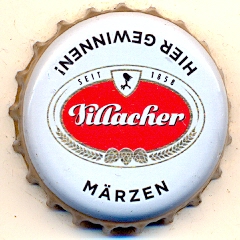 HIER GEWINNEN!
SEIT 1858
Villacher
MÄRZEN